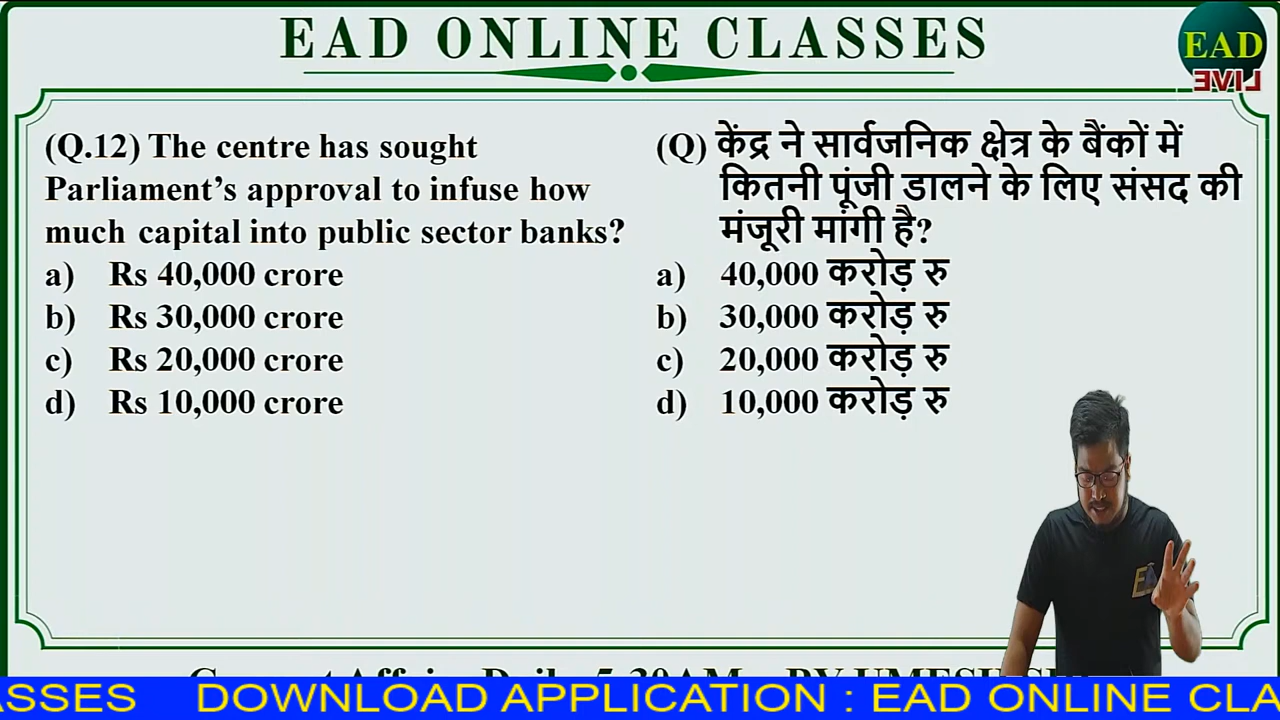 EAD ONLINE CLASSES
EAD
LIVE
(Q.12) The centre has sought
Parliament’s approval to infuse how
much capital into public sector banks?
a) Rs 40,000 crore
b) Rs 30,000 crore
c) Rs 20,000 crore
d) Rs 10,000 crore
(Q) केंद्र ने सार्वजनिक क्षेत्र के बैंकों में
कितनी पूंजी डालने के लिए संसद की
मंजूरी मांगी है?
a) 40,000 करोड़ रु
b) 30,000 करोड़ रु
c) 20,000 करोड़ रु
d) 10,000 करोड़ रु
SSES DOWNLOAD APPLICATION : EAD ONLINE CLA